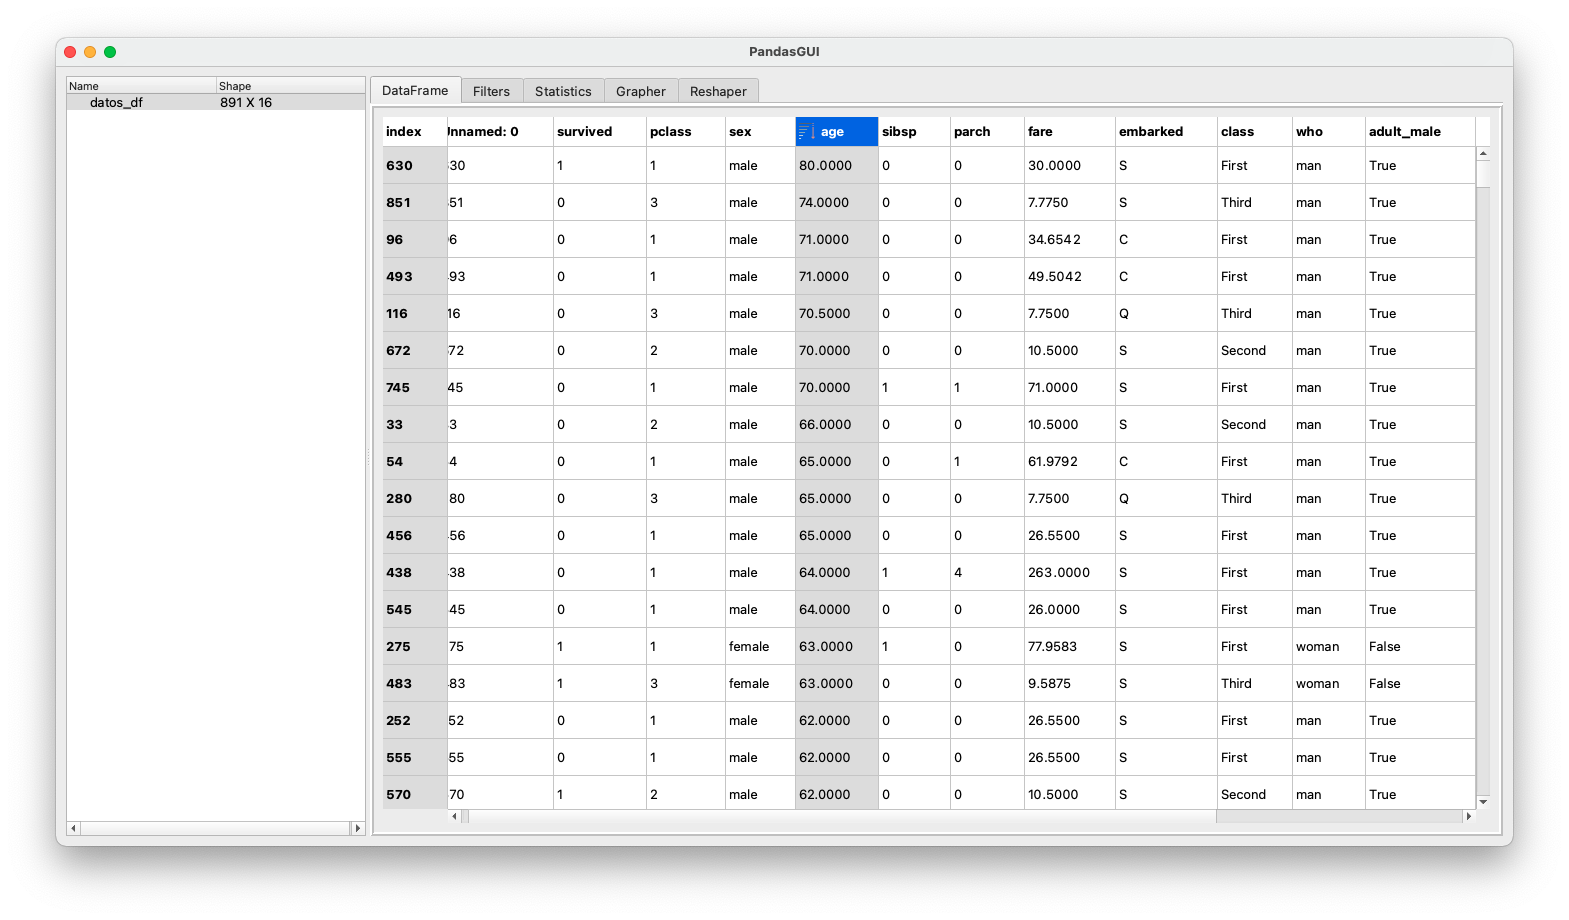 PandasGUI
Name Shape
datos_df 891 X 16
DataFrame Filters Statistics Grapher Reshaper
index Unnamed: 0 survived pclass sex age sibsp parch fare embarked class who adult_male
630 30 1 1 male 80.0000 0 0 30.0000 S First man True
851 51 0 3 male 74.0000 0 0 7.7750 S Third man True
96 6 0 1 male 71.0000 0 0 34.6542 C First man True
493 93 0 1 male 71.0000 0 0 49.5042 C First man True
116 16 0 3 male 70.5000 0 0 7.7500 Q Third man True
672 72 0 2 male 70.0000 0 0 10.5000 S Second man True
745 45 0 1 male 70.0000 1 1 71.0000 S First man True
33 3 0 2 male 66.0000 0 0 10.5000 S Second man True
54 4 0 1 male 65.0000 0 1 61.9792 C First man True
280 80 0 3 male 65.0000 0 0 7.7500 Q Third man True
456 56 0 1 male 65.0000 0 0 26.5500 S First man True
438 38 0 1 male 64.0000 1 4 263.0000 S First man True
545 45 0 1 male 64.0000 0 0 26.0000 S First man True
275 75 1 1 female 63.0000 1 0 77.9583 S First woman False
483 83 1 3 female 63.0000 0 0 9.5875 S Third woman False
252 52 0 1 male 62.0000 0 0 26.5500 S First man True
555 55 0 1 male 62.0000 0 0 26.5500 S First man True
570 70 1 2 male 62.0000 0 0 10.5000 S Second man True